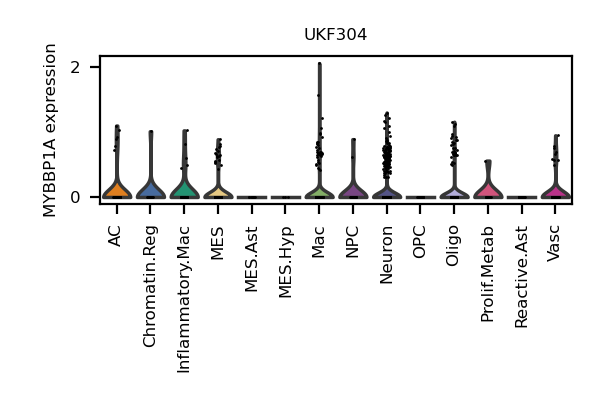 UKF304
MYBBP1A expression
2
0
AC
Chromatin.Reg
Inflammatory.Mac
MES
MES.Ast
MES.Hyp
Mac
NPC
Neuron
OPC
Oligo
Prolif.Metab
Reactive.Ast
Vasc